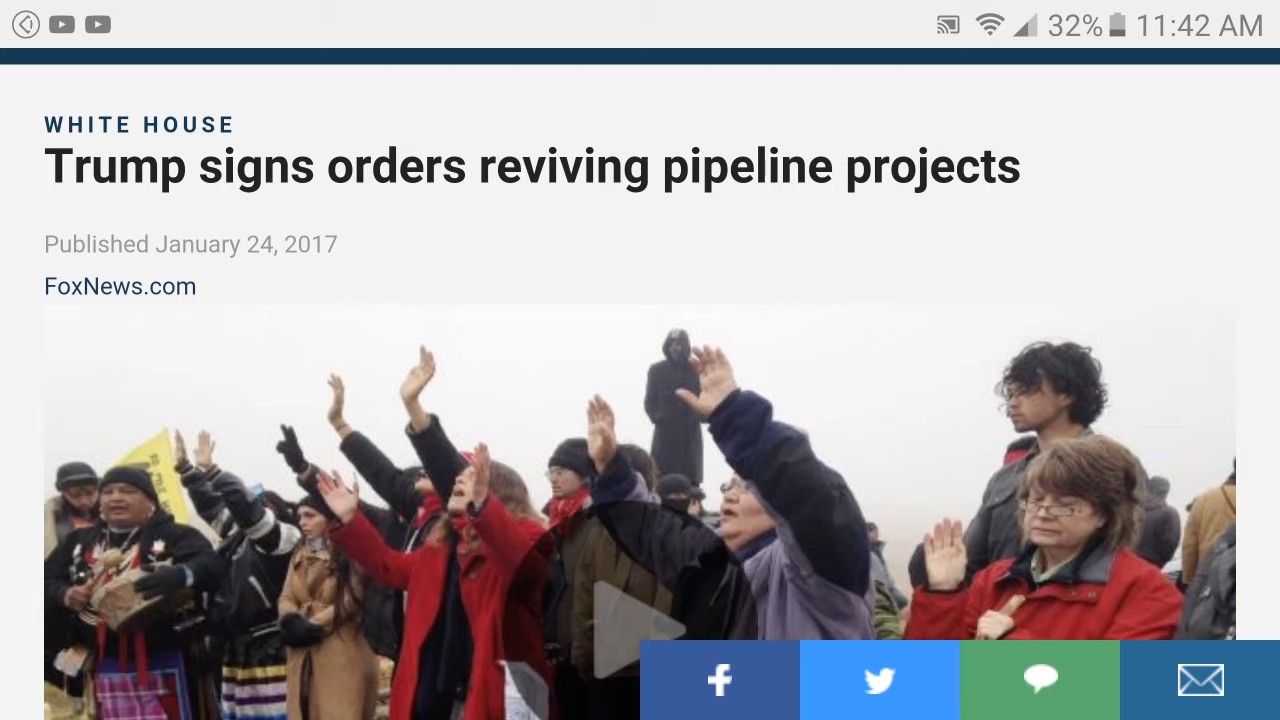 32% 11:42 AM
WHITE HOUSE
Trump signs orders reviving pipeline projects
Published January 24, 2017
FoxNews.com